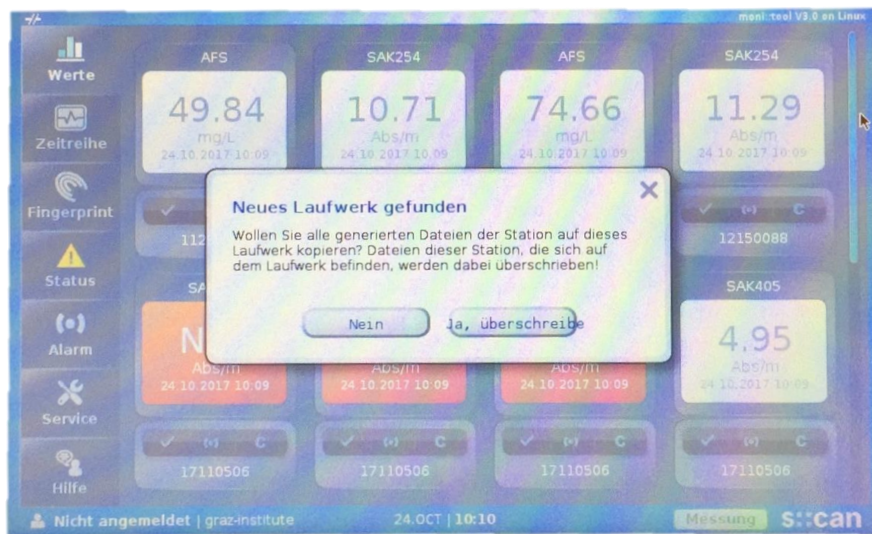 moni::tool V3.0 on Linux
Werte
Zeitreihe
Fingerprint
Status
Alarm
Service
Hilfe
AFS
SAK254
AFS
SAK254
49.84
10.71
74.66
11.29
mg/L
Abs/m
mg/L
Abs/m
24.10.2017 10:09
24.10.2017 10:09
24.10.2017 10:09
24.10.2017 10:09
C
12150088
Neues Laufwerk gefunden
Wollen Sie alle generierten Dateien der Station auf dieses
Laufwerk kopieren? Dateien dieser Station, die sich auf
dem Laufwerk befinden, werden dabei überschrieben!
Nein
Ja, überschreibe
SAK405
4.95
Abs/m
Abs/m
Abs/m
Abs/m
24.10.2017 10:09
24.10.2017 10:09
24.10.2017 10:09
24.10.2017 10:09
C
C
C
C
17110506
17110506
17110506
17110506
Nicht angemeldet | graz-institute
24.OCT | 10:10
Messung
s::can